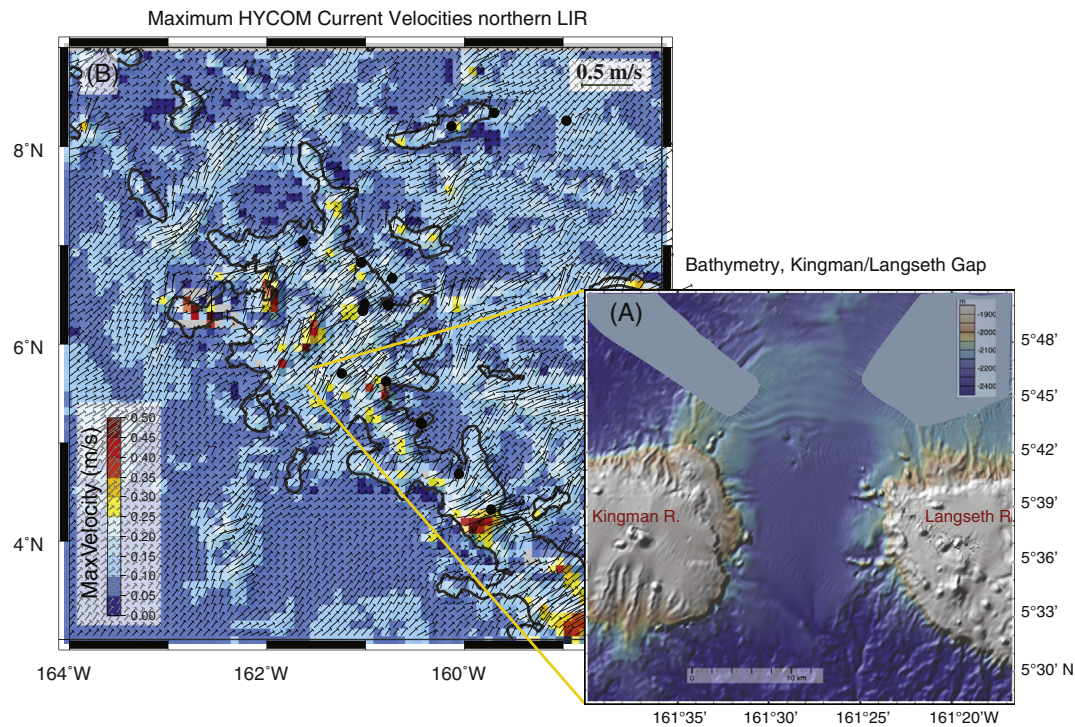 Maximum HYCOM Current Velocities northern LIR
(B)
0.5 m/s
8°N
6°N
4°N
MaxVelocity (m/s)
0.50
0.45
0.40
0.35
0.30
0.25
0.20
0.15
0.10
0.05
0.00
164°W
162°W
160°W
Bathymetry, Kingman/Langseth Gap
(A)
m
-1900
-2000
-2100
-2200
-2400
5°48'
5°45'
5°42'
5°39'
5°36'
5°33'
5°30' N
Kingman R.
Langseth R.
0
10 km
161°35'
161°30'
161°25'
161°20'W